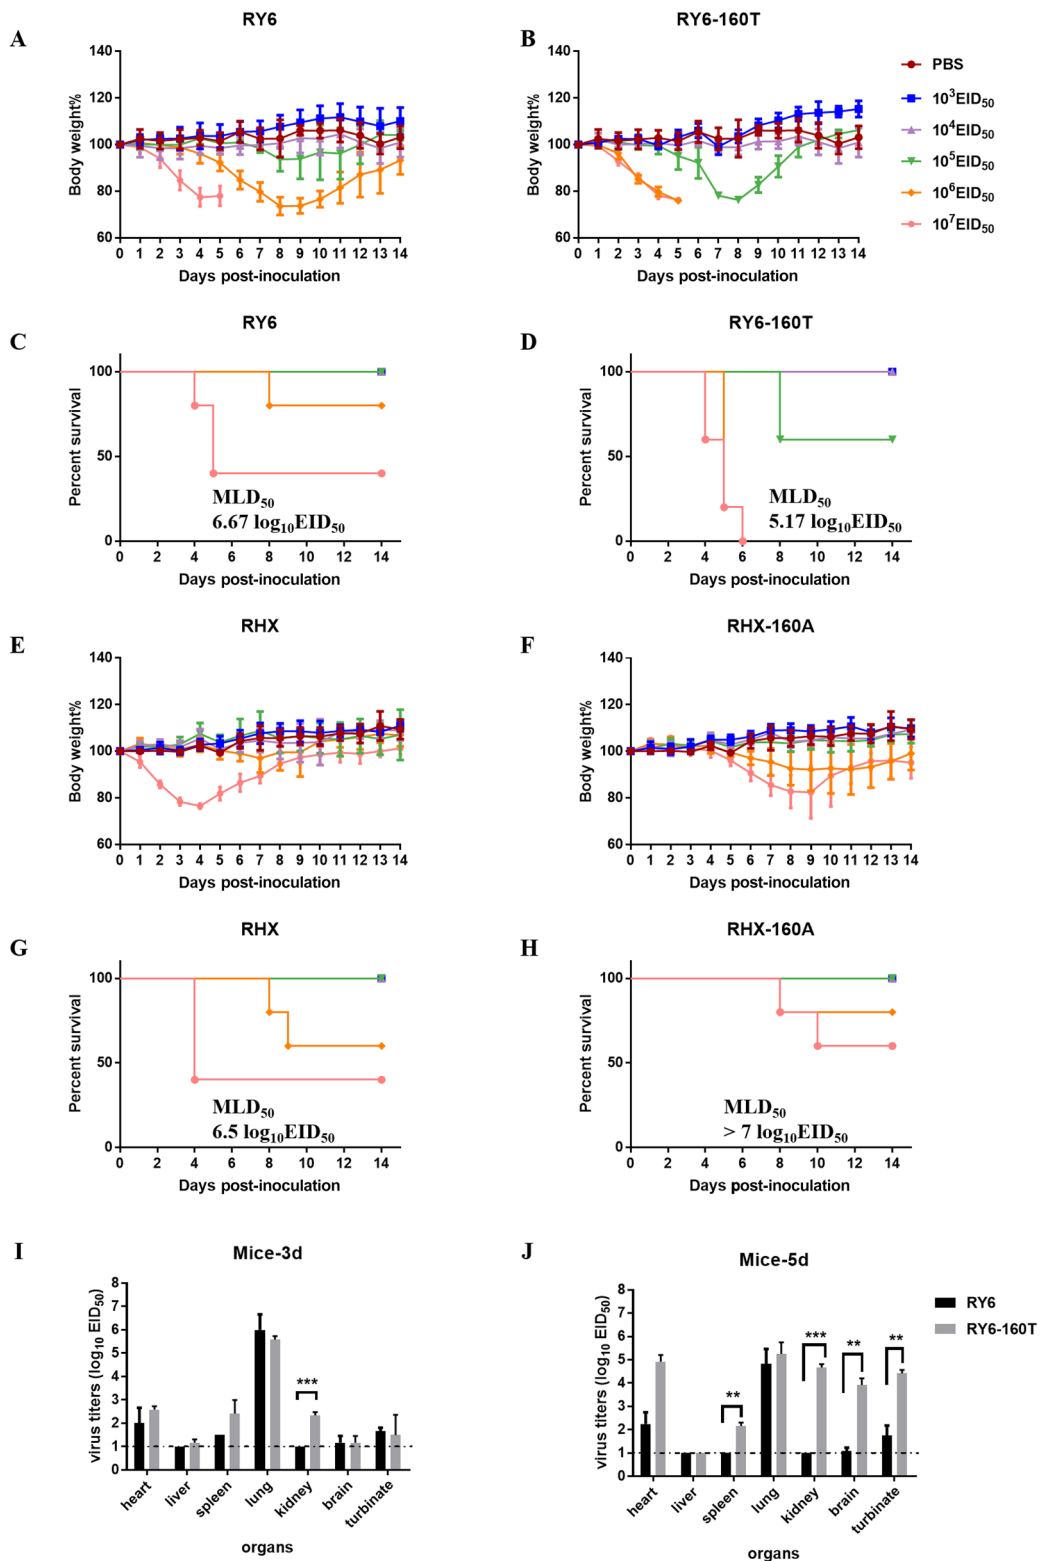 RY6
RY6-160T
A
B
140
120
100
80
60
Body weight%
0 1 2 3 4 5 6 7 8 9 10 11 12 13 14
Days post-inoculation
140
120
100
80
60
Body weight%
0 1 2 3 4 5 6 7 8 9 10 11 12 13 14
Days post-inoculation
PBS
10³EID₅₀
10⁴EID₅₀
10⁵EID₅₀
10⁶EID₅₀
10⁷EID₅₀
RY6
RY6-160T
C
D
100
50
0
Percent survival
MLD₅₀
6.67 log₁₀EID₅₀
0 2 4 6 8 10 12 14
Days post-inoculation
100
50
0
Percent survival
MLD₅₀
5.17 log₁₀EID₅₀
0 2 4 6 8 10 12 14
Days post-inoculation
RHX
RHX-160A
E
F
140
120
100
80
60
Body weight%
0 1 2 3 4 5 6 7 8 9 10 11 12 13 14
Days post-inoculation
140
120
100
80
60
Body weight%
0 1 2 3 4 5 6 7 8 9 10 11 12 13 14
Days post-inoculation
RHX
RHX-160A
G
H
100
50
0
Percent survival
MLD₅₀
6.5 log₁₀EID₅₀
0 2 4 6 8 10 12 14
Days post-inoculation
100
50
0
Percent survival
MLD₅₀
> 7 log₁₀EID₅₀
0 2 4 6 8 10 12 14
Days post-inoculation
I
Mice-3d
8
7
6
5
4
3
2
1
0
virus titers (log₁₀ EID₅₀)
***
heart liver spleen lung kidney brain turbinate
organs
J
Mice-5d
8
7
6
5
4
3
2
1
0
virus titers (log₁₀ EID₅₀)
**
***
**
**
heart liver spleen lung kidney brain turbinate
organs
RY6
RY6-160T